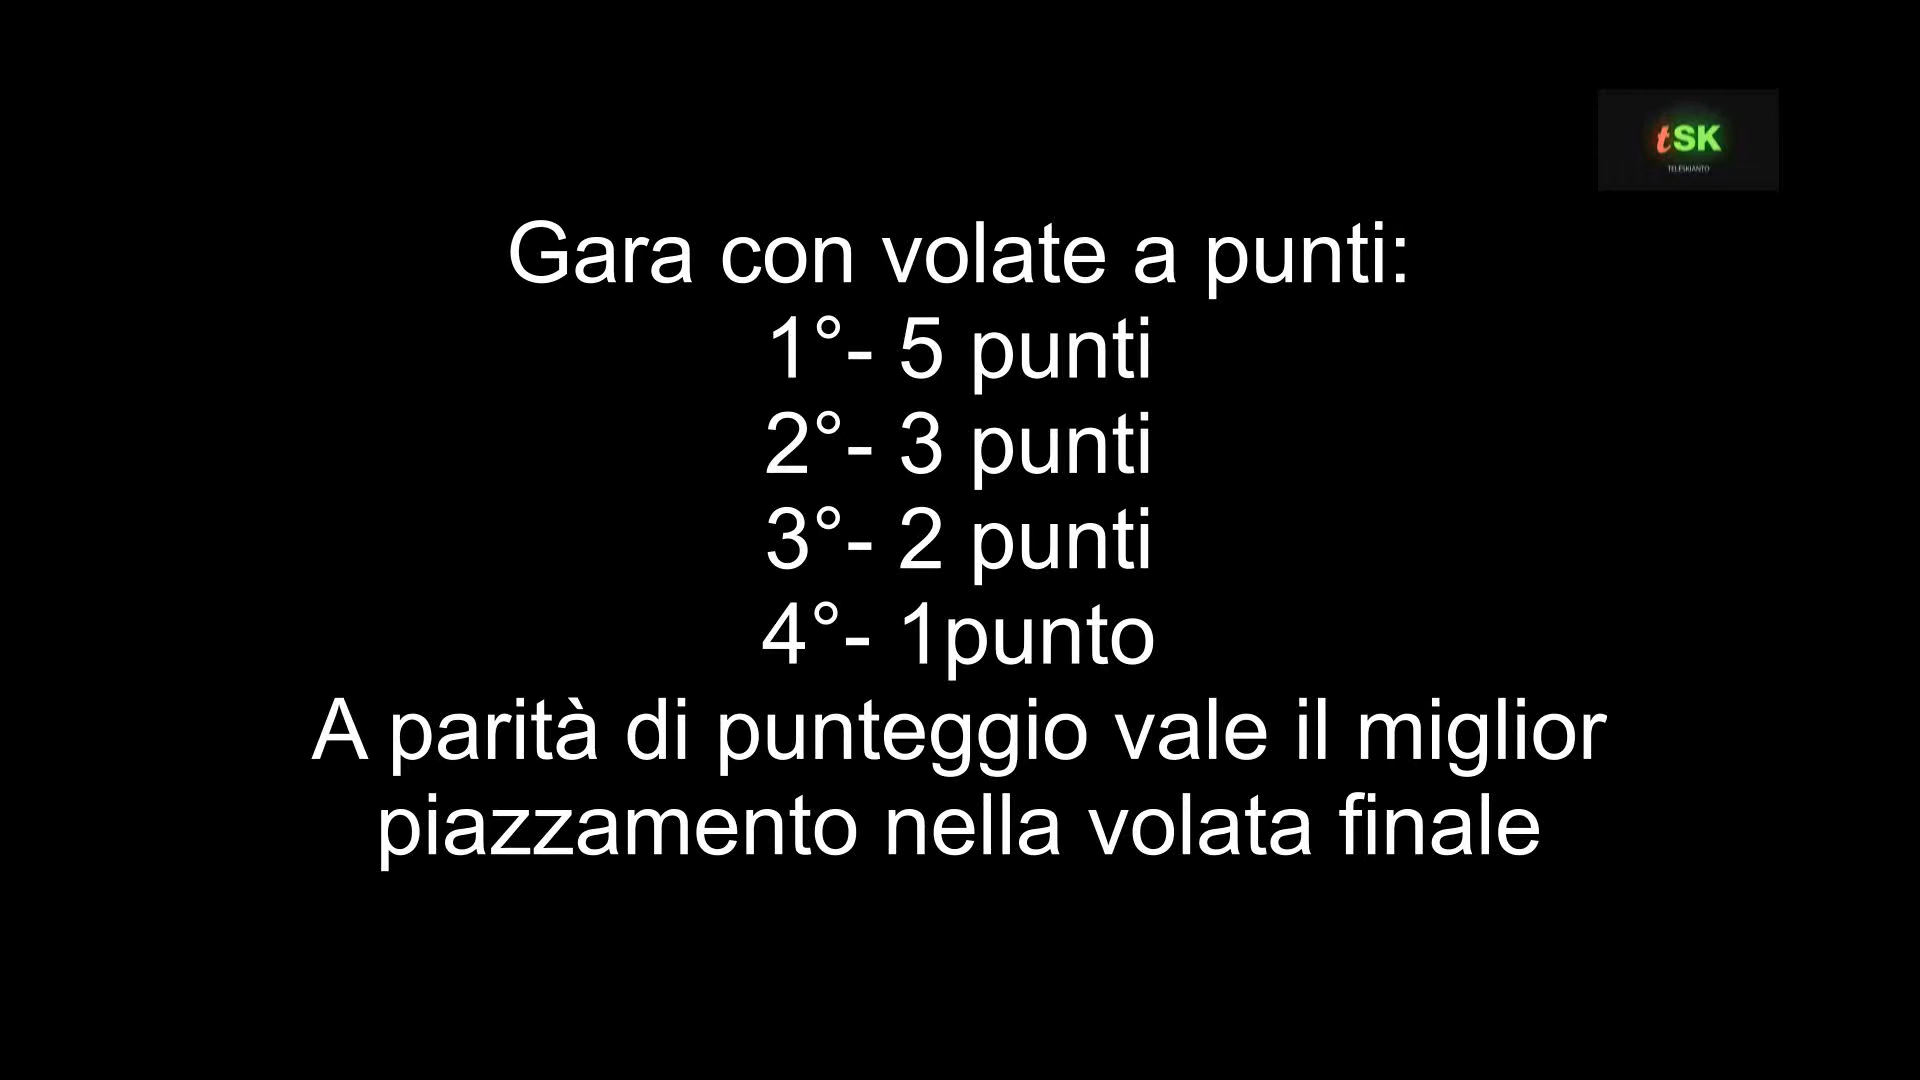 tSK
TELESKIANTO
Gara con volate a punti:
1°- 5 punti
2°- 3 punti
3°- 2 punti
4°- 1punto
A parità di punteggio vale il miglior
piazzamento nella volata finale